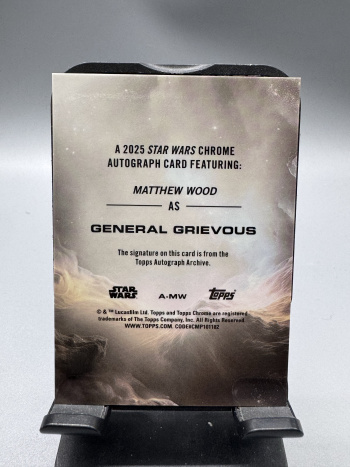 A 2025 STAR WARS CHROME
AUTOGRAPH CARD FEATURING:
MATTHEW WOOD
AS
GENERAL GRIEVOUS
The signature on this card is from the
Topps Autograph Archive.
STAR WARS
A-MW
Topps
® & ™ Lucasfilm Ltd. Topps and Topps Chrome are registered
trademarks of The Topps Company, Inc. All Rights Reserved.
WWW.TOPPS.COM. CODE#CMP101102